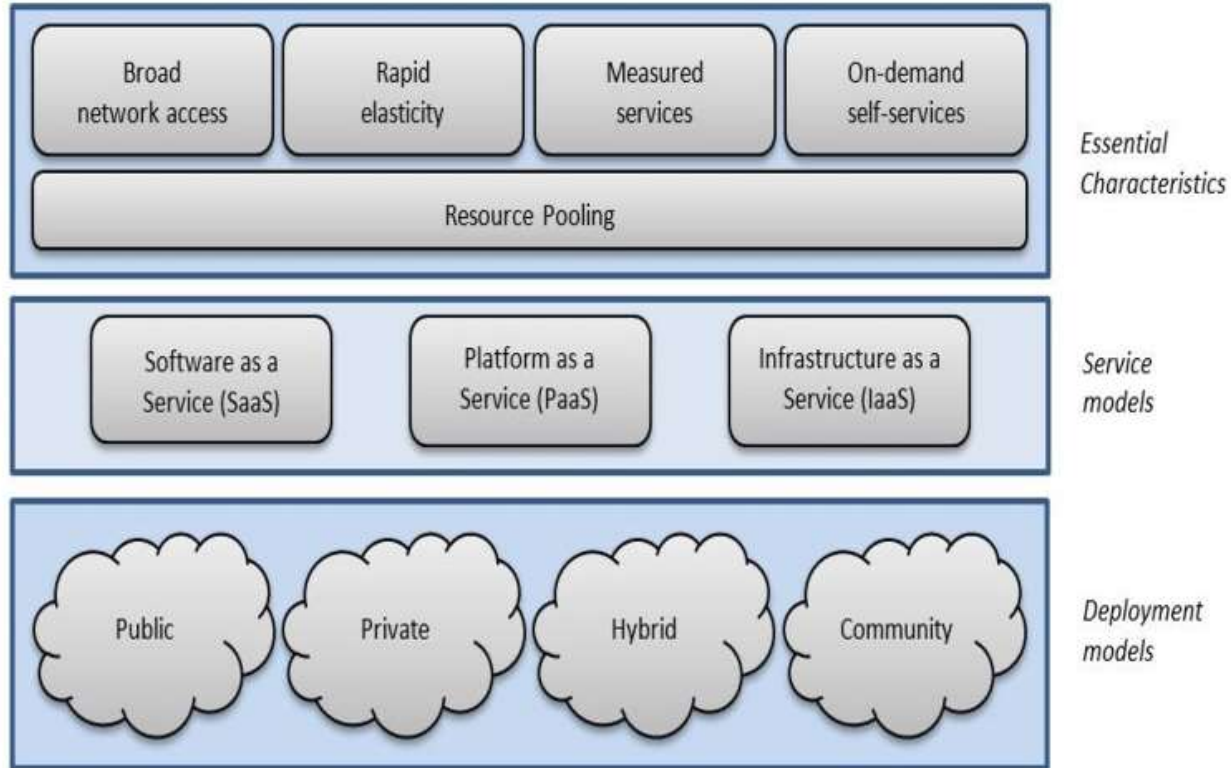 Broad
network access
Rapid
elasticity
Measured
services
On-demand
self-services
Resource Pooling
Essential
Characteristics
Software as a
Service (SaaS)
Platform as a
Service (PaaS)
Infrastructure as a
Service (IaaS)
Service
models
Public
Private
Hybrid
Community
Deployment
models